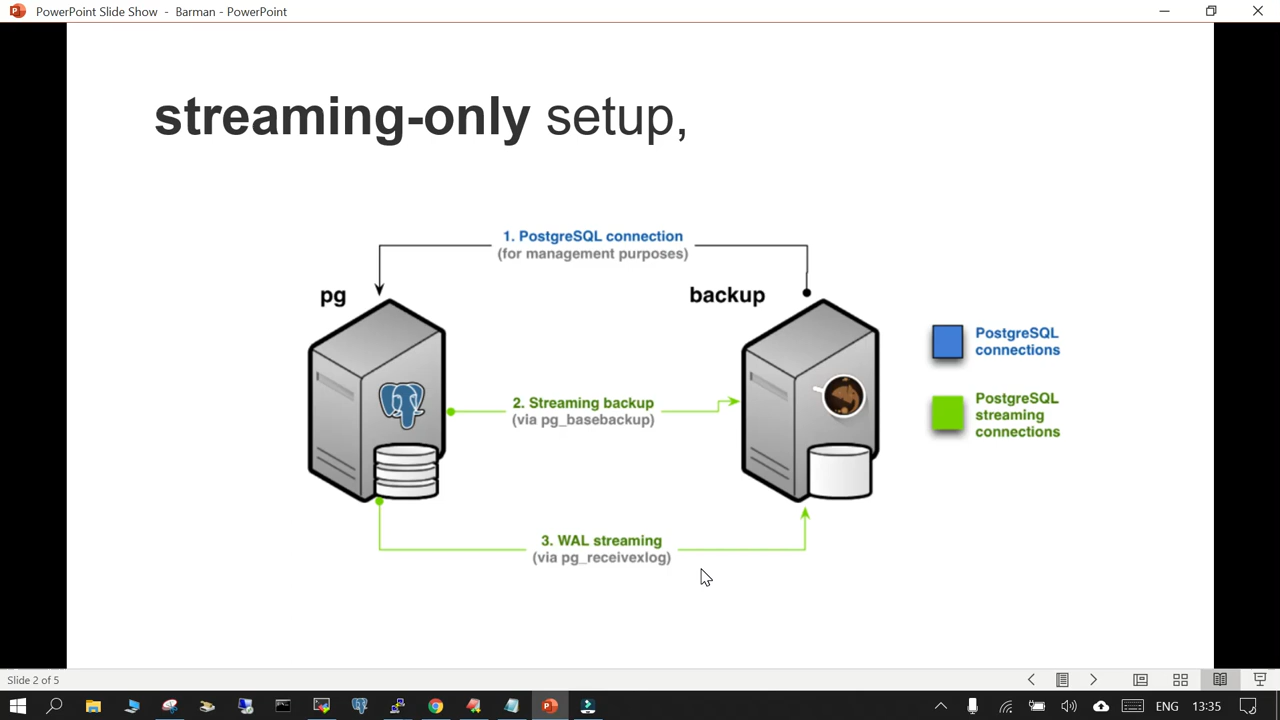 PowerPoint Slide Show - Barman - PowerPoint
streaming-only setup,
1. PostgreSQL connection
(for management purposes)
pg
backup
PostgreSQL
connections
2. Streaming backup
(via pg_basebackup)
PostgreSQL
streaming
connections
3. WAL streaming
(via pg_receivexlog)
Slide 2 of 5
ENG 13:35